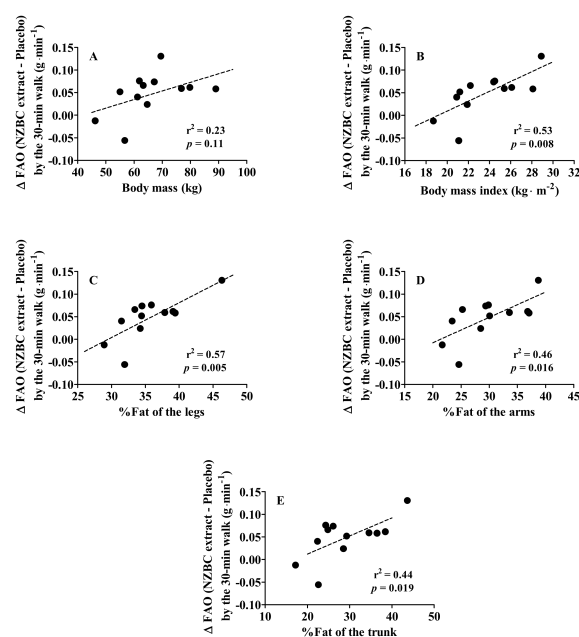 A
Δ FAO (NZBC extract - Placebo)
by the 30-min walk (g·min⁻¹)
0.15
0.10
0.05
0.00
0.05
-0.10
r² = 0.23
p = 0.11
40 50 60 70 80 90 100
Body mass (kg)
B
Δ FAO (NZBC extract - Placebo)
by the 30-min walk (g·min⁻¹)
0.15
0.10
0.05
0.00
0.05
-0.10
r² = 0.53
p = 0.008
16 18 20 22 24 26 28 30 32
Body mass index (kg· m⁻²)
C
Δ FAO (NZBC extract - Placebo)
by the 30-min walk (g·min⁻¹)
0.15
0.10
0.05
0.00
0.05
-0.10
r² = 0.57
p = 0.005
25 30 35 40 45 50
%Fat of the legs
D
Δ FAO (NZBC extract - Placebo)
by the 30-min walk (g·min⁻¹)
0.15
0.10
0.05
0.00
0.05
-0.10
r² = 0.46
p = 0.016
15 20 25 30 35 40 45
%Fat of the arms
E
Δ FAO (NZBC extract - Placebo)
by the 30-min walk (g·min⁻¹)
0.15
0.10
0.05
0.00
0.05
-0.10
r² = 0.44
p = 0.019
10 20 30 40 50
%Fat of the trunk